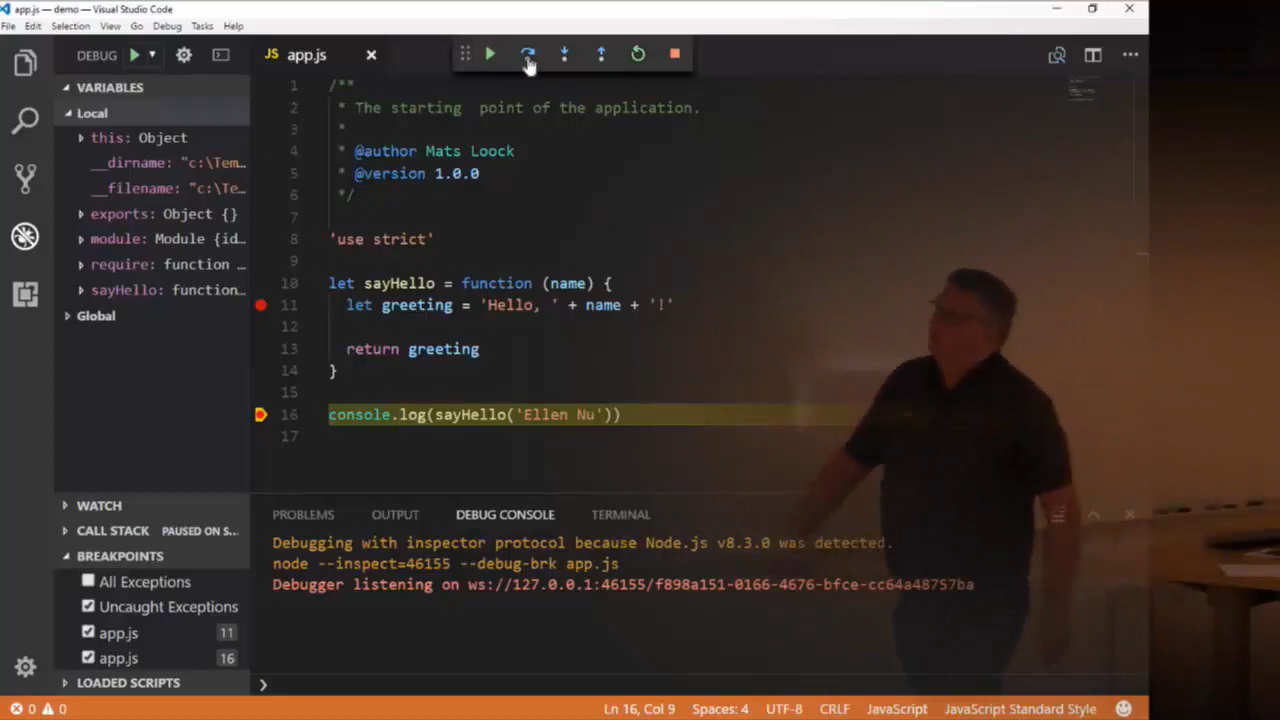 app.js — demo — Visual Studio Code
File Edit Selection View Go Debug Tasks Help
DEBUG
JS app.js
VARIABLES
Local
this: Object
__dirname: "c:\Tem…
__filename: "c:\Te…
exports: Object {}
module: Module {id…
require: function …
sayHello: function…
Global
1 /**
2 * The starting  point of the application.
3 *
4 * @author Mats Loock
5 * @version 1.0.0
6 */
7
8 'use strict'
9
10 let sayHello = function (name) {
11 let greeting = 'Hello, ' + name + '!'
12
13 return greeting
14 }
15
16 console.log(sayHello('Ellen Nu'))
17
WATCH
CALL STACK PAUSED ON S…
BREAKPOINTS
All Exceptions
Uncaught Exceptions
app.js 11
app.js 16
LOADED SCRIPTS
PROBLEMS OUTPUT DEBUG CONSOLE TERMINAL
Debugging with inspector protocol because Node.js v8.3.0 was detected.
node --inspect=46155 --debug-brk app.js
Debugger listening on ws://127.0.0.1:46155/f898a151-0166-4676-bfce-cc64a48757ba
0 0 Ln 16, Col 9 Spaces: 4 UTF-8 CRLF JavaScript JavaScript Standard Style